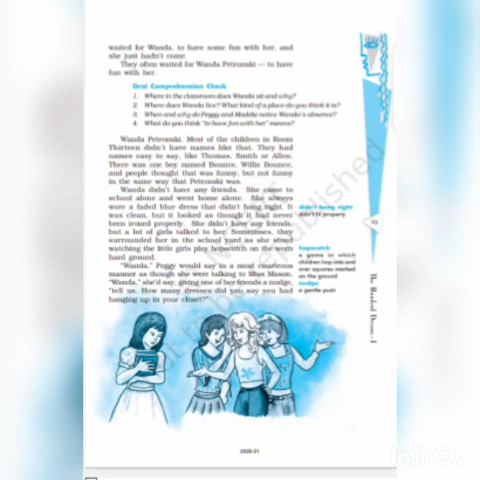 waited for Wanda, to have some fun with her, and
she just hadn't come.
They often waited for Wanda Petronski — to have
fun with her.
Oral Comprehension Check
1. Where in the classroom does Wanda sit and why?
2. Where does Wanda live? What kind of a place do you think it is?
3. When and why do Peggy and Maddie notice Wanda's absence?
4. What do you think "to have fun with her" means?
Wanda Petronski. Most of the children in Room
Thirteen didn't have names like that. They had
names easy to say, like Thomas, Smith or Allen.
There was one boy named Bounce, Willie Bounce,
and people thought that was funny, but not funny
in the same way that Petronski was.
Wanda didn't have any friends. She came to
school alone and went home alone. She always
wore a faded blue dress that didn't hang right. It
was clean, but it looked as though it had never
been ironed properly. She didn't have any friends,
but a lot of girls talked to her. Sometimes, they
surrounded her in the school yard as she stood
watching the little girls play hopscotch on the worn
hard ground.
"Wanda," Peggy would say in a most courteous
manner as though she were talking to Miss Mason.
"Wanda," she'd say, giving one of her friends a nudge,
"tell us. How many dresses did you say you had
hanging up in your closet?"
didn't hang right
didn't fit properly
hopscotch
a game in which
children hop into and
over squares marked
on the ground
nudge
a gentle push
The Hundred Dresses–I
2020-21
InShOt